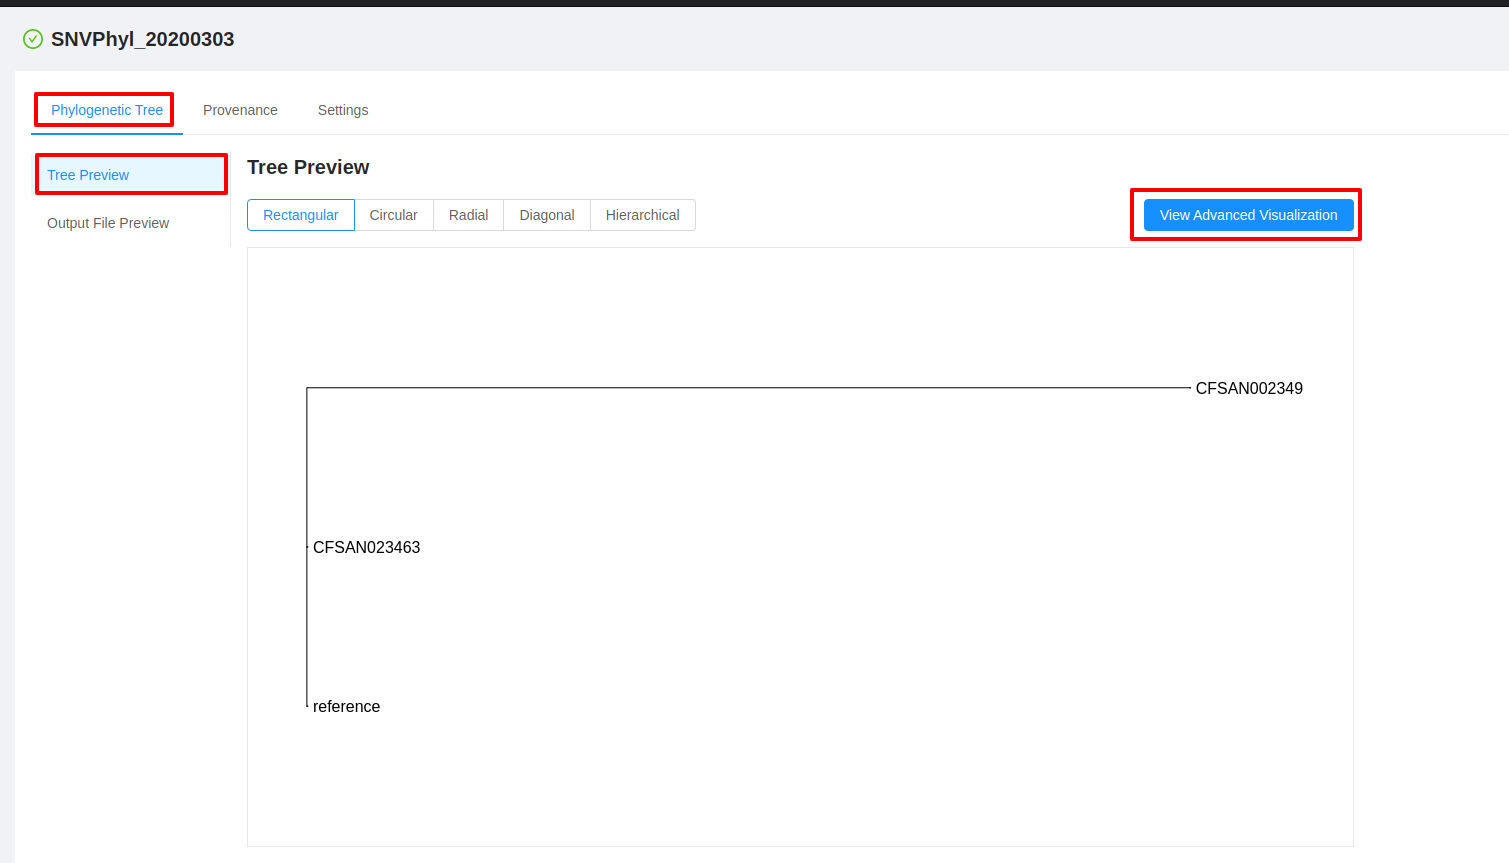 SNVPhyl_20200303
Phylogenetic Tree Provenance Settings
Tree Preview
Output File Preview
Tree Preview
Rectangular Circular Radial Diagonal Hierarchical View Advanced Visualization
CFSAN002349
CFSAN023463
reference